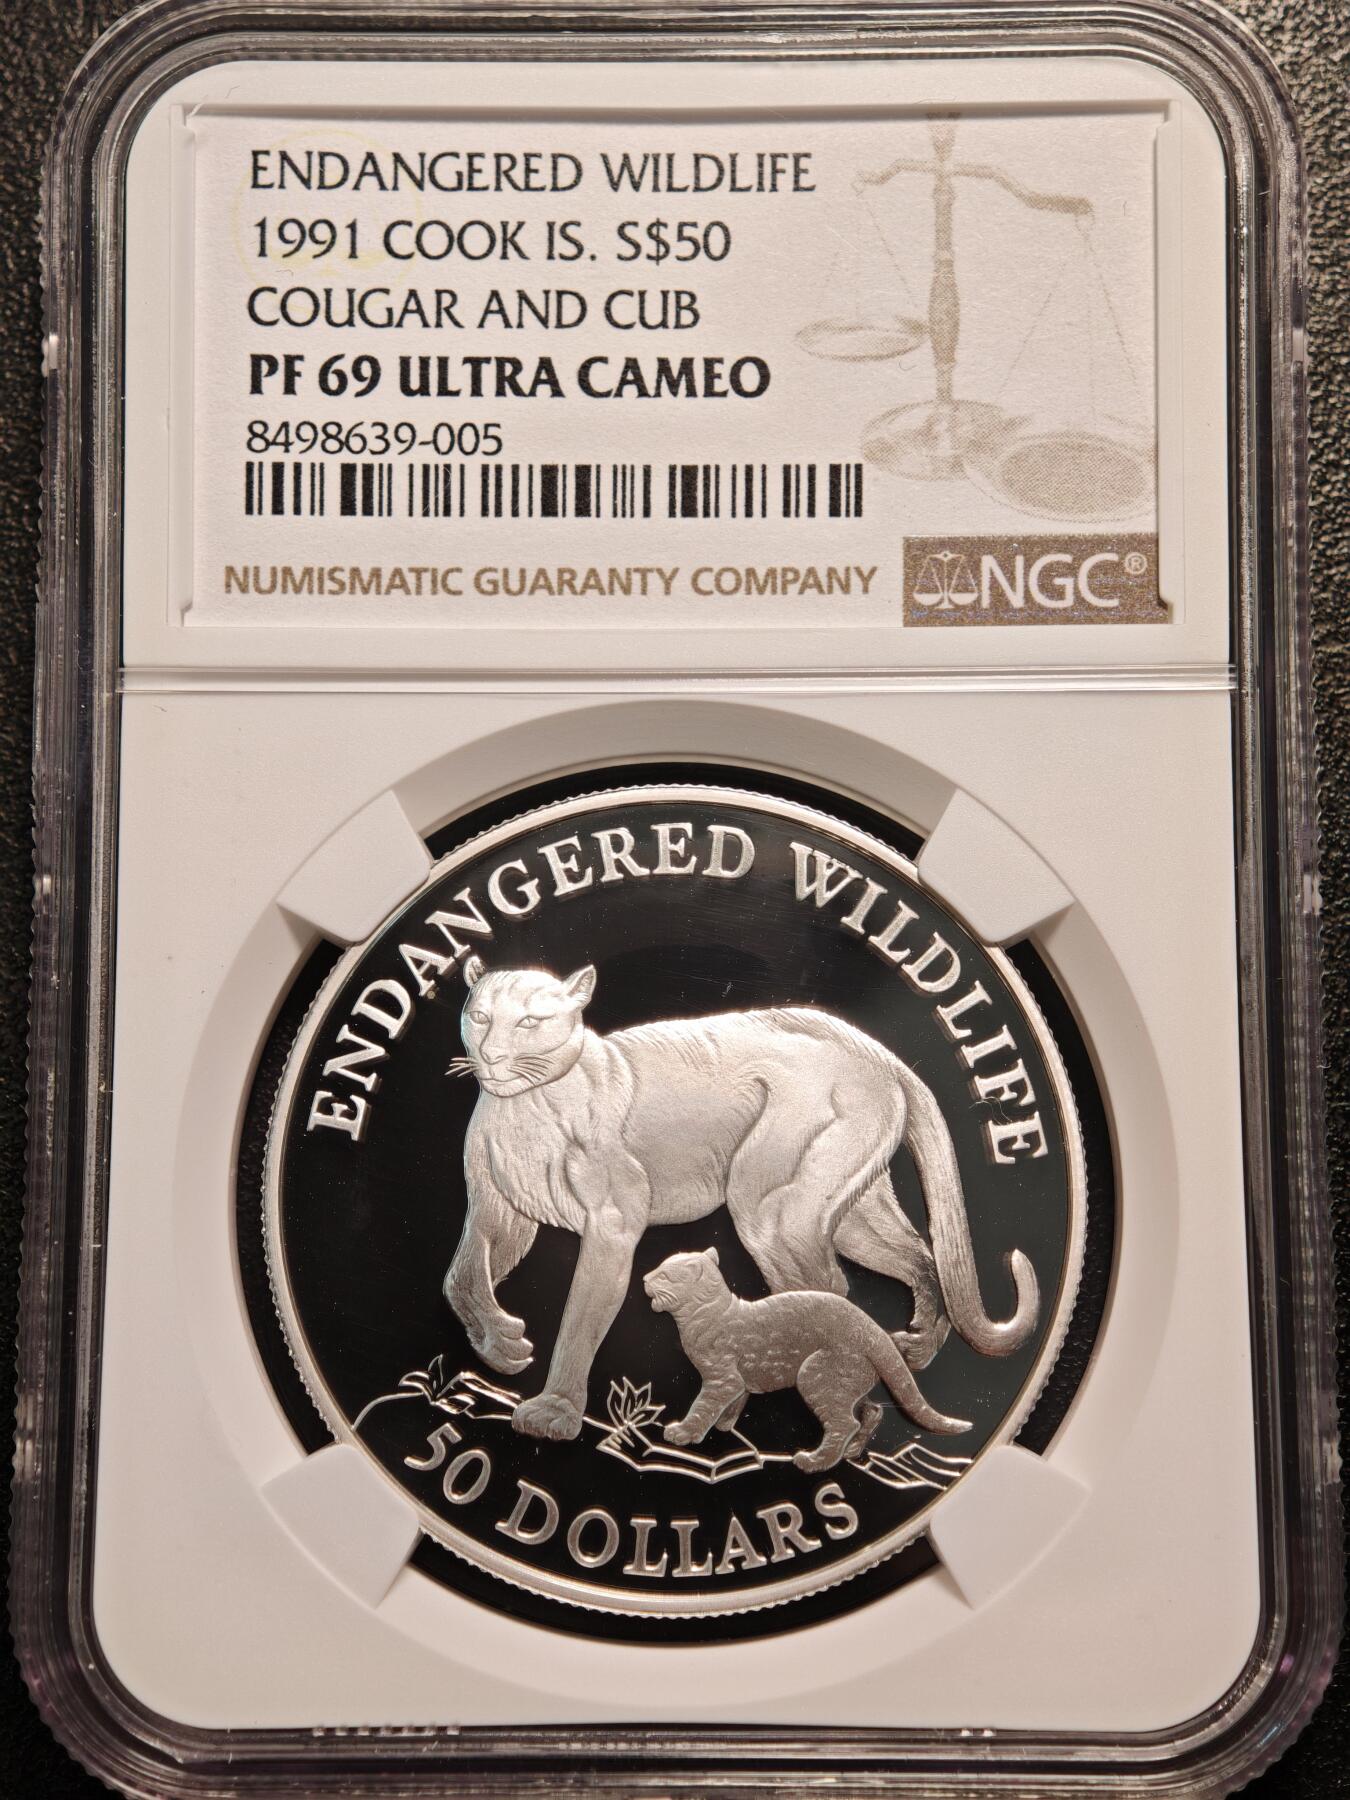 ENDANGERED WILDLIFE
1991 COOK IS. S$50
COUGAR AND CUB
PF 69 ULTRA CAMEO
8498639-005
NUMISMATIC GUARANTY COMPANY
NGC®
ENDANGERED WILDLIFE
50 DOLLARS